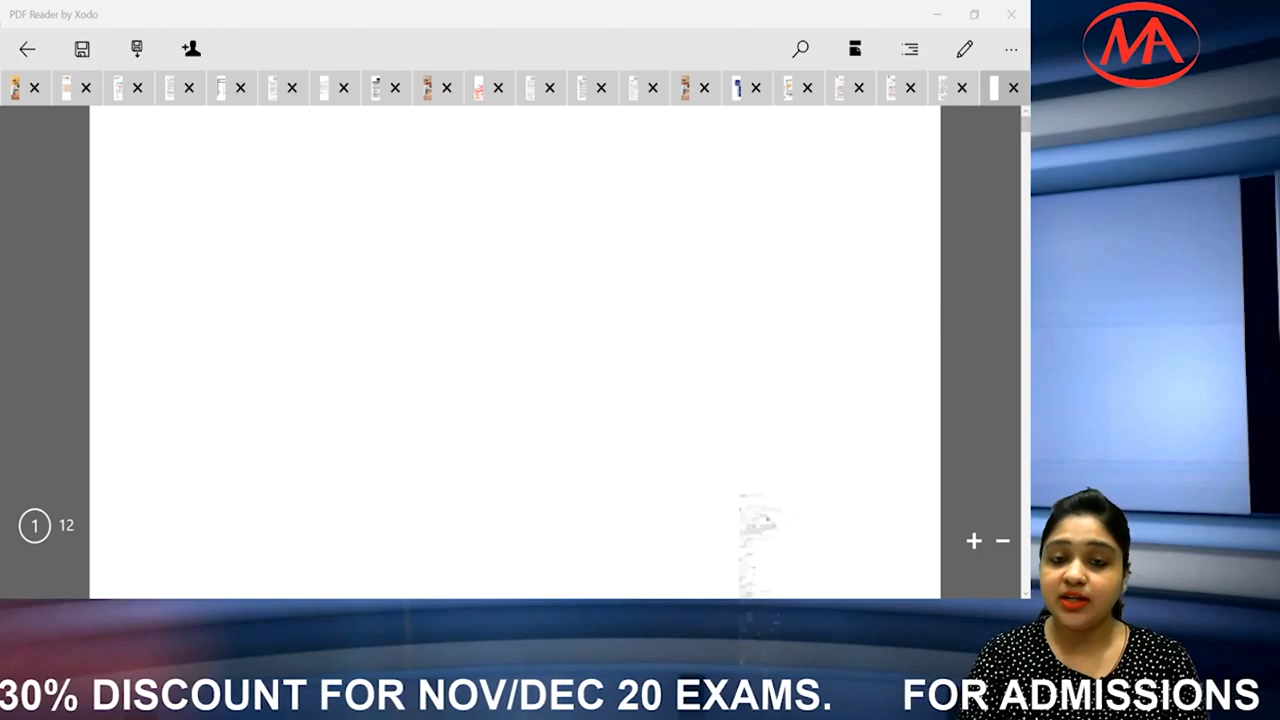 PDF Reader by Xodo
MA
1 12
30% DISCOUNT FOR NOV/DEC 20 EXAMS. FOR ADMISSIONS